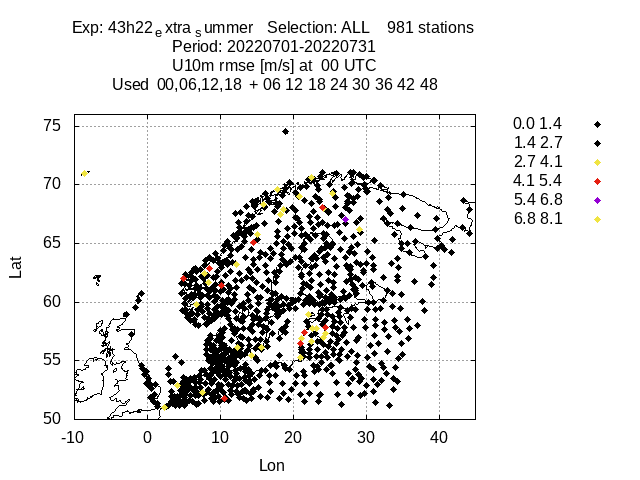 Exp: 43h22e xtras ummer Selection: ALL 981 stations
Period: 20220701-20220731
U10m rmse [m/s] at 00 UTC
Used 00,06,12,18 + 06 12 18 24 30 36 42 48
75
70
65
60
55
50
Lat
-10 0 10 20 30 40
Lon
0.0 1.4
1.4 2.7
2.7 4.1
4.1 5.4
5.4 6.8
6.8 8.1